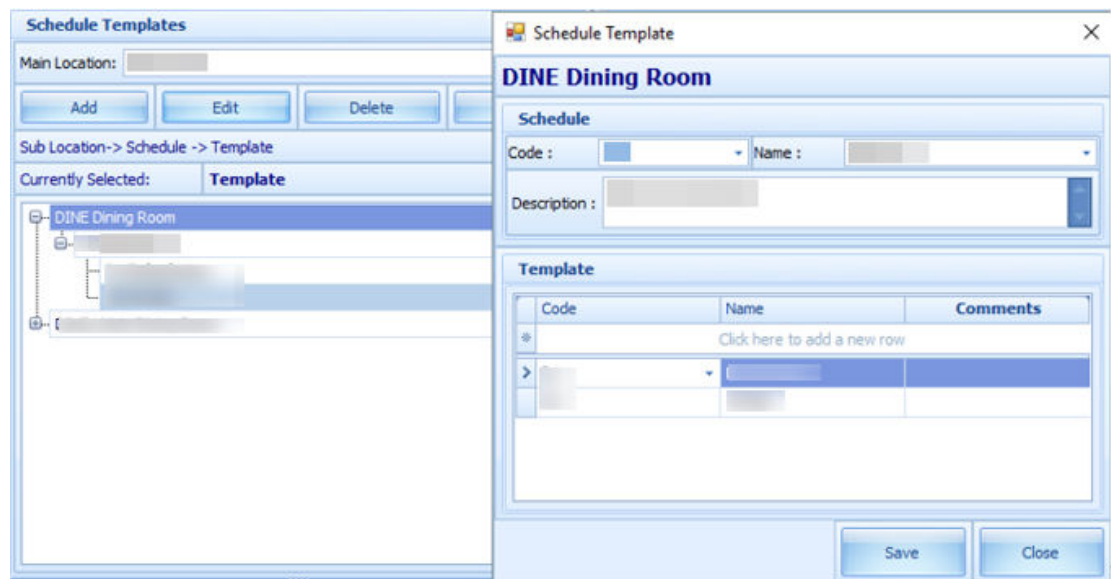 Schedule Templates
Main Location:
Add Edit Delete
Sub Location-> Schedule -> Template
Currently Selected: Template
DINE Dining Room
Schedule Template
DINE Dining Room
Schedule
Code : Name :
Description :
Template
Code Name Comments
Click here to add a new row
Save Close